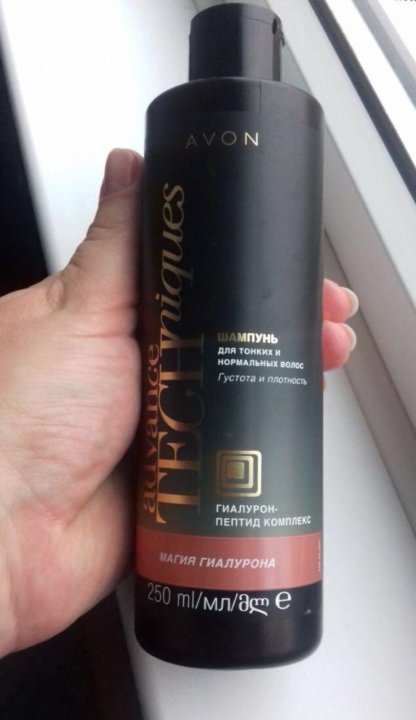 AVON
advance
TECHniques
ШАМПУНЬ
ДЛЯ ТОНКИХ И
НОРМАЛЬНЫХ ВОЛОС
Густота и плотность
ГИАЛУРОН-
ПЕПТИД КОМПЛЕКС
МАГИЯ ГИАЛУРОНА
250 ml/мл/მლ e